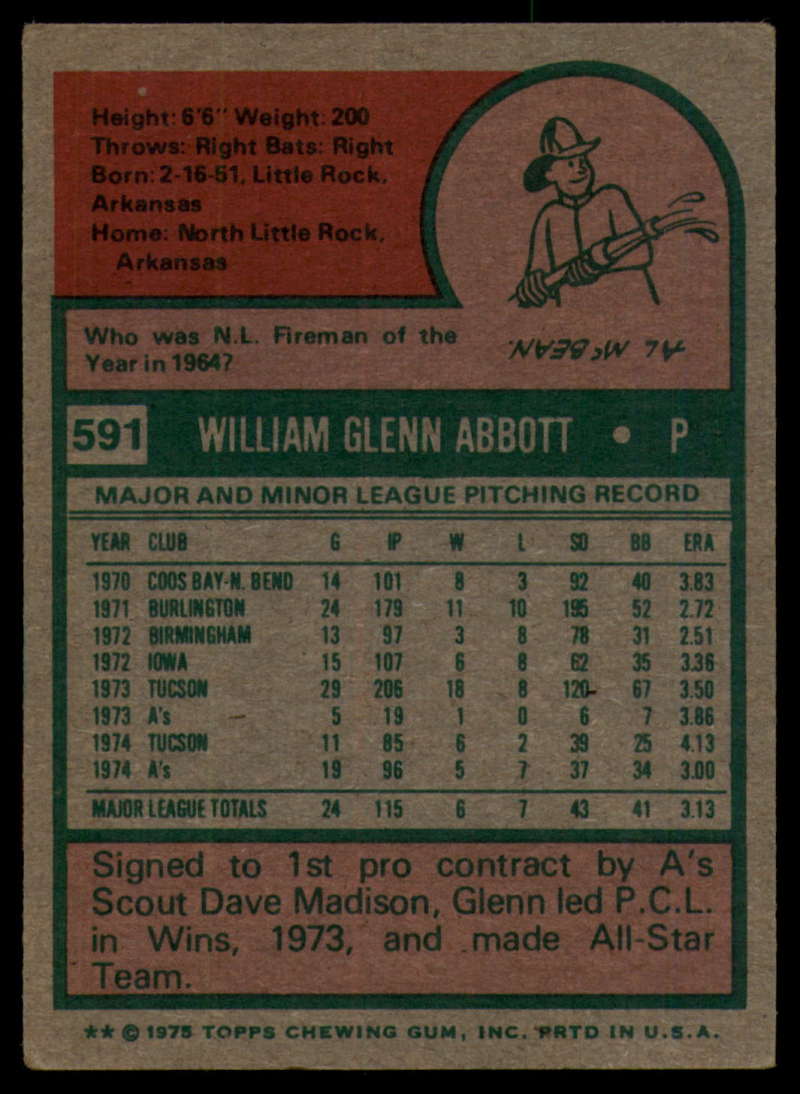 Height: 6'6" Weight: 200
Throws: Right Bats: Right
Born: 2-16-51, Little Rock,
Arkansas
Home: North Little Rock,
Arkansas
Who was N.L. Fireman of the
Year in 1964?
AL McBEAN.
591 WILLIAM GLENN ABBOTT • P
MAJOR AND MINOR LEAGUE PITCHING RECORD
YEAR CLUB G IP W L SO BB ERA
1970 COOS BAY-N. BEND 14 101 8 3 92 40 3.83
1971 BURLINGTON 24 179 11 10 195 52 2.72
1972 BIRMINGHAM 13 97 3 8 78 31 2.51
1972 IOWA 15 107 6 8 62 35 3.36
1973 TUCSON 29 206 18 8 120 67 3.50
1973 A's 5 19 1 0 6 7 3.86
1974 TUCSON 11 85 6 2 39 25 4.13
1974 A's 19 96 5 7 37 34 3.00
MAJOR LEAGUE TOTALS 24 115 6 7 43 41 3.13
Signed to 1st pro contract by A's
Scout Dave Madison, Glenn led P.C.L.
in Wins, 1973, and made All-Star
Team.
** © 1975 TOPPS CHEWING GUM, INC. PRTD IN U.S.A.